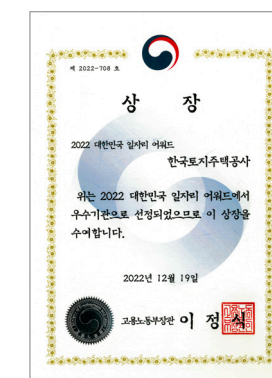 제 2022-708 호
상 장
2022 대한민국 일자리 어워드
한국토지주택공사
위는 2022 대한민국 일자리 어워드에서
우수기관으로 선정되었으므로 이 상장을
수여합니다.
2022년 12월 19일
고용노동부장관 이 정 식